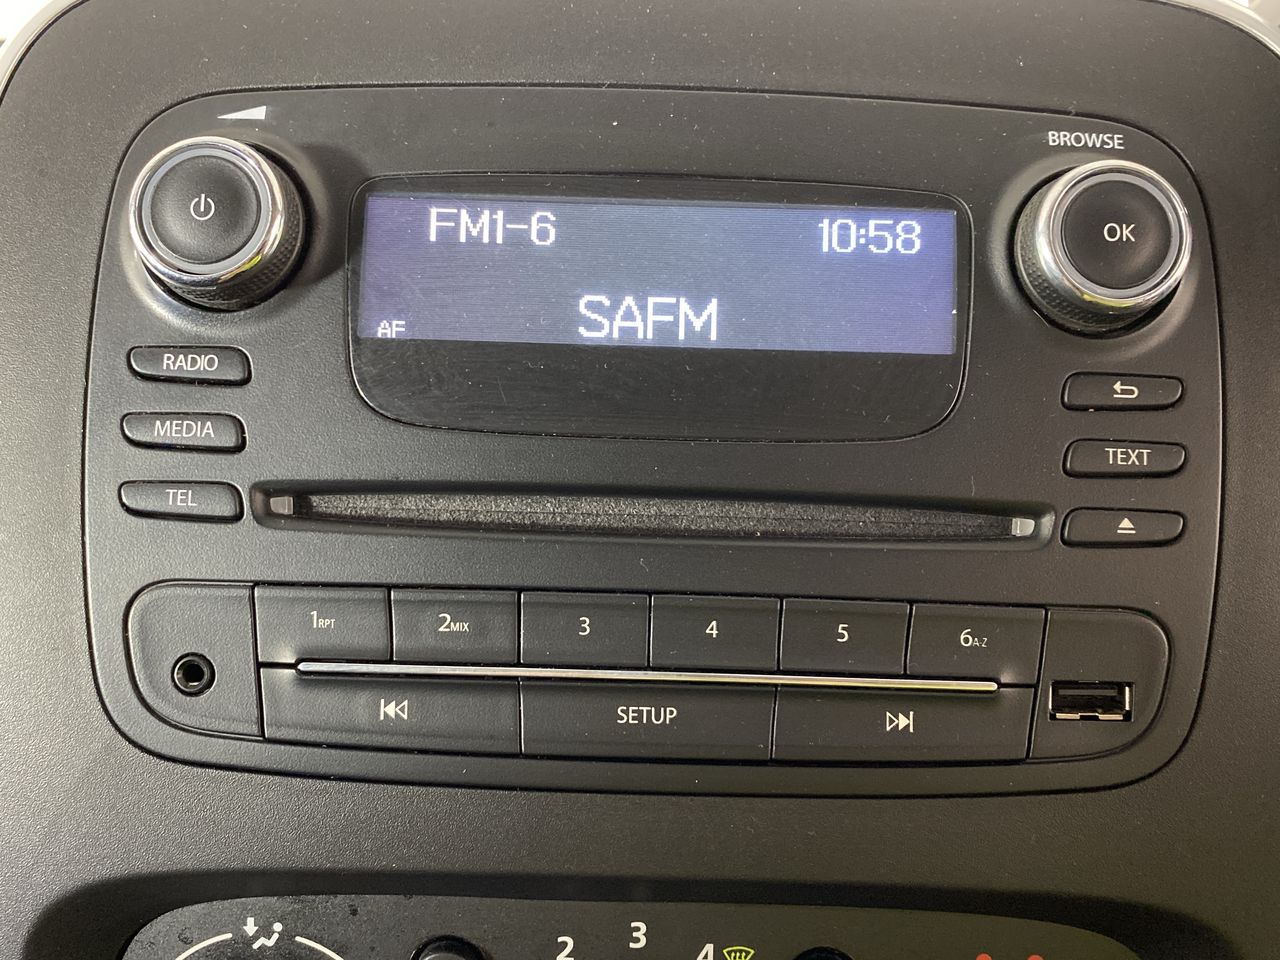 BROWSE
OK
FM1-6 10:58
SAFM
AF
RADIO
MEDIA
TEL
TEXT
1RPT 2MIX 3 4 5 6A-Z
SETUP
2 3 4